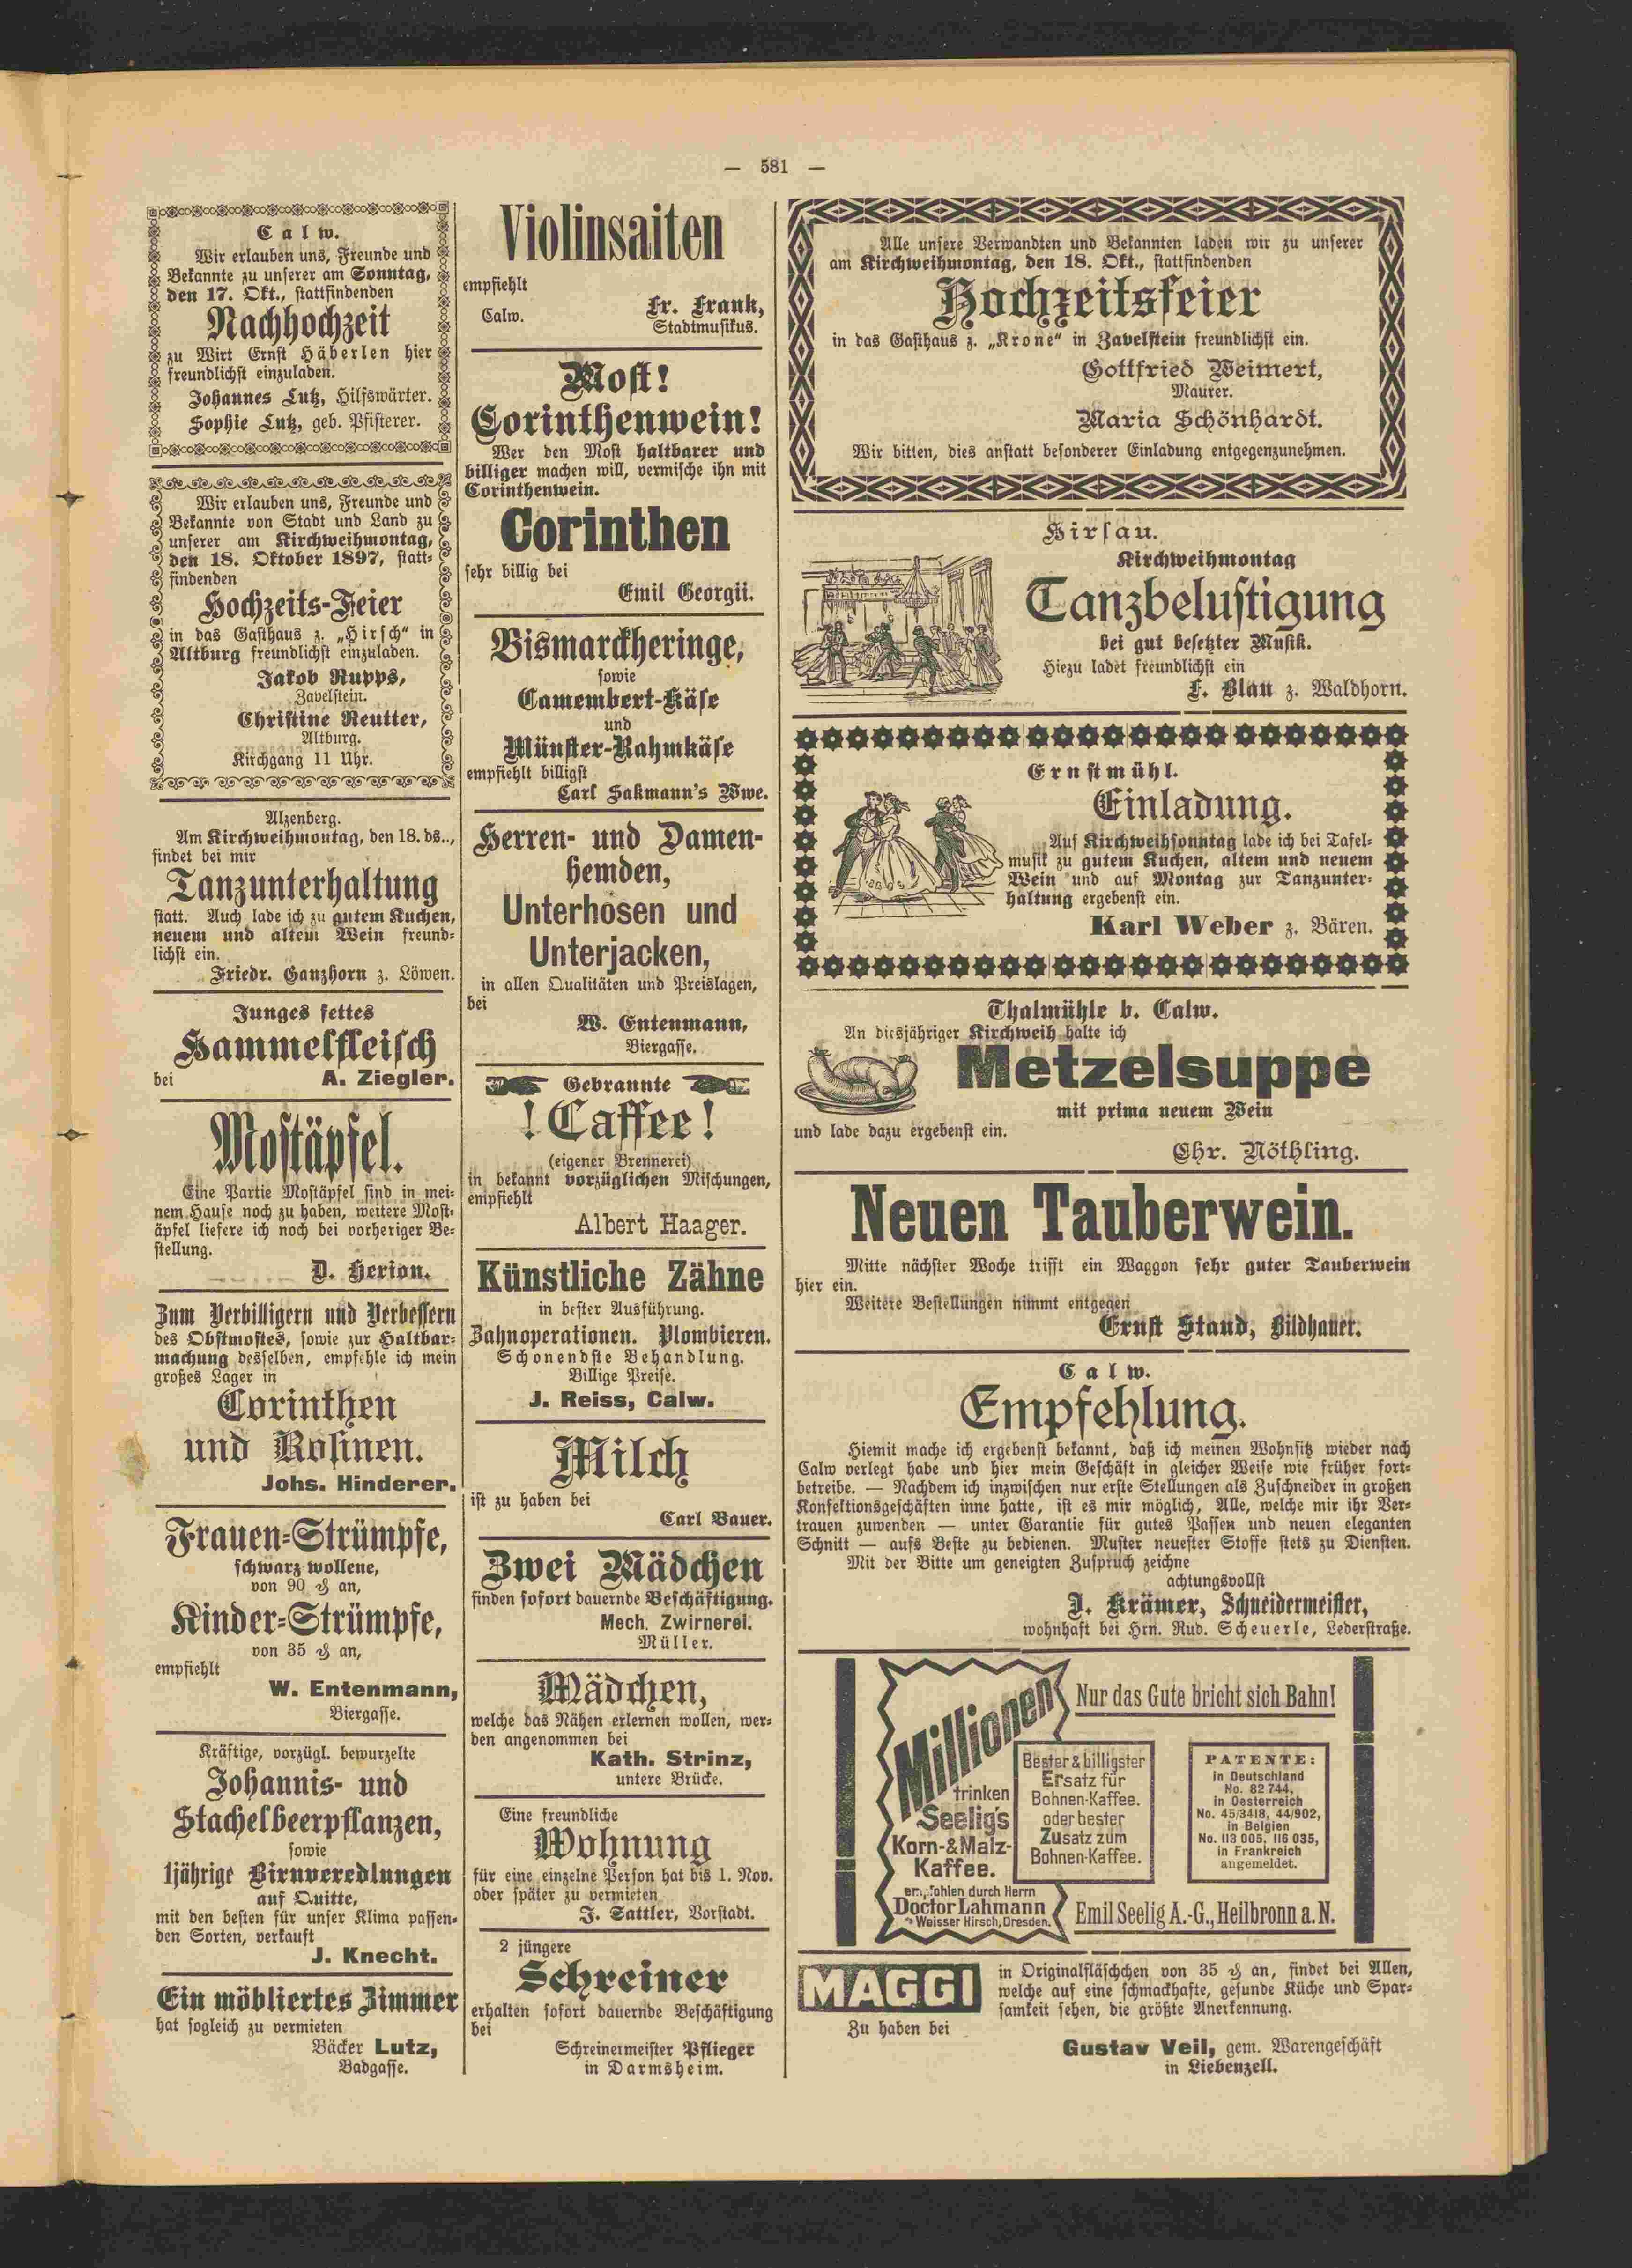 — 581 —
Calw.
Wir erlauben uns, Freunde und
Bekannte zu unserer am Sonntag,
den 17. Okt., stattfindenden
Nachhochzeit
zu Wirt Ernst Häberlen hier
freundlichst einzuladen.
Johannes Lutz, Hilfswärter.
Sophie Lutz, geb. Pfisterer.
Wir erlauben uns, Freunde und
Bekannte von Stadt und Land zu
unserer am Kirchweihmontag,
den 18. Oktober 1897, statt-
findenden
Hochzeits-Feier
in das Gasthaus z. „Hirsch" in
Altburg freundlichst einzuladen.
Jakob Rupps,
Zavelstein.
Christine Reutter,
Altburg.
Kirchgang 11 Uhr.
Alzenberg.
Am Kirchweihmontag, den 18. ds..,
findet bei mir
Tanzunterhaltung
statt. Auch lade ich zu gutem Kuchen,
neuem und altem Wein freund-
lichst ein.
Friedr. Ganzhorn z. Löwen.
Junges fettes
Hammelfleisch
bei A. Ziegler.
Mostäpfel.
Eine Partie Mostäpfel sind in mei-
nem Hause noch zu haben, weitere Most-
äpfel liefere ich noch bei vorheriger Be-
stellung.
D. Herion.
Zum Verbilligern und Verbessern
des Obstmostes, sowie zur Haltbar-
machung desselben, empfehle ich mein
großes Lager in
Corinthen
und Rosinen.
Johs. Hinderer.
Frauen-Strümpfe,
schwarz wollene,
von 90 ₰ an,
Kinder-Strümpfe,
von 35 ₰ an,
empfiehlt
W. Entenmann,
Biergasse.
Kräftige, vorzügl. bewurzelte
Johannis- und
Stachelbeerpflanzen,
sowie
1jährige Birnveredlungen
auf Quitte,
mit den besten für unser Klima passen-
den Sorten, verkauft
J. Knecht.
Ein möbliertes Zimmer
hat sogleich zu vermieten
Bäcker Lutz,
Badgasse.
Violinsaiten
empfiehlt
Fr. Frank,
Calw. Stadtmusikus.
Most!
Corinthenwein!
Wer den Most haltbarer und
billiger machen will, vermische ihn mit
Corinthenwein.
Corinthen
sehr billig bei
Emil Georgii.
Bismarckheringe,
sowie
Camembert-Käse
und
Münster-Rahmkäse
empfiehlt billigst
Carl Sakmann's Wwe.
Herren- und Damen-
hemden,
Unterhosen und
Unterjacken,
in allen Qualitäten und Preislagen,
bei
W. Entenmann,
Biergasse.
Gebrannte
! Caffee !
(eigener Brennerei)
in bekannt vorzüglichen Mischungen,
empfiehlt
Albert Haager.
Künstliche Zähne
in bester Ausführung.
Zahnoperationen. Plombieren.
Schonendste Behandlung.
Billige Preise.
J. Reiss, Calw.
Milch
ist zu haben bei
Carl Bauer.
Zwei Mädchen
finden sofort dauernde Beschäftigung.
Mech. Zwirnerei.
Müller.
Mädchen,
welche das Nähen erlernen wollen, wer-
den angenommen bei
Kath. Strinz,
untere Brücke.
Eine freundliche
Wohnung
für eine einzelne Person hat bis 1. Nov.
oder später zu vermieten
J. Sattler, Vorstadt.
2 jüngere
Schreiner
erhalten sofort dauernde Beschäftigung
bei
Schreinermeister Pflieger
in Darmsheim.
Alle unsere Verwandten und Bekannten laden wir zu unserer
am Kirchweihmontag, den 18. Okt., stattfindenden
Hochzeitsfeier
in das Gasthaus z. „Krone" in Zavelstein freundlichst ein.
Gottfried Weimert,
Maurer.
Maria Schönhardt.
Wir bitten, dies anstatt besonderer Einladung entgegenzunehmen.
Hirsau.
Kirchweihmontag
Tanzbelustigung
bei gut besetzter Musik.
Hiezu ladet freundlichst ein
F. Blau z. Waldhorn.
Ernstmühl.
Einladung.
Auf Kirchweihsonntag lade ich bei Tafel-
musik zu gutem Kuchen, altem und neuem
Wein und auf Montag zur Tanzunter-
haltung ergebenst ein.
Karl Weber z. Bären.
Thalmühle b. Calw.
An diesjähriger Kirchweih halte ich
Metzelsuppe
mit prima neuem Wein
und lade dazu ergebenst ein.
Chr. Nöthling.
Neuen Tauberwein.
Mitte nächster Woche trifft ein Waggon sehr guter Tauberwein
hier ein.
Weitere Bestellungen nimmt entgegen
Ernst Staud, Bildhauer.
Calw.
Empfehlung.
Hiemit mache ich ergebenst bekannt, daß ich meinen Wohnsitz wieder nach
Calw verlegt habe und hier mein Geschäft in gleicher Weise wie früher fort-
betreibe. — Nachdem ich inzwischen nur erste Stellungen als Zuschneider in großen
Konfektionsgeschäften inne hatte, ist es mir möglich, Alle, welche mir ihr Ver-
trauen zuwenden — unter Garantie für gutes Passen und neuen eleganten
Schnitt — aufs Beste zu bedienen. Muster neuester Stoffe stets zu Diensten.
Mit der Bitte um geneigten Zuspruch zeichne
achtungsvollst
J. Krämer, Schneidermeister,
wohnhaft bei Hrn. Rud. Scheuerle, Lederstraße.
Millionen
trinken
Seelig's
Korn-&Malz-
Kaffee.
empfohlen durch Herrn
Doctor Lahmann
Weisser Hirsch, Dresden.
Nur das Gute bricht sich Bahn!
Bester & billigster
Ersatz für
Bohnen-Kaffee.
oder bester
Zusatz zum
Bohnen-Kaffee.
PATENTE:
in Deutschland
No. 82 744,
in Oesterreich
No. 45/3418, 44/902,
in Belgien
No. 113 005, 116 035,
in Frankreich
angemeldet.
Emil Seelig A.-G., Heilbronn a. N.
MAGGI
in Originalfläschchen von 35 ₰ an, findet bei Allen,
welche auf eine schmackhafte, gesunde Küche und Spar-
samkeit sehen, die größte Anerkennung.
Zu haben bei
Gustav Veil, gem. Warengeschäft
in Liebenzell.